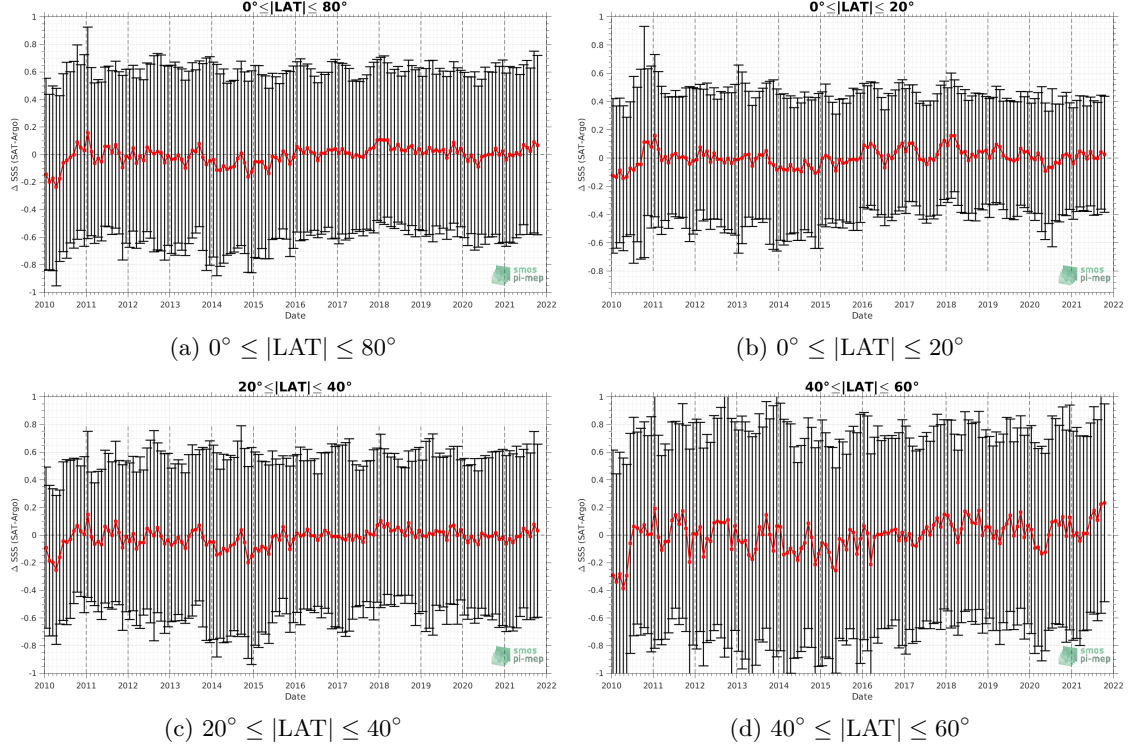 0°≤|LAT|≤ 80°
1
0.8
0.6
0.4
0.2
0
-0.2
-0.4
-0.6
-0.8
-1
Δ SSS (SAT-Argo)
smos
pi-mep
2010 2011 2012 2013 2014 2015 2016 2017 2018 2019 2020 2021 2022
Date
(a) 0° ≤ |LAT| ≤ 80°
0°≤|LAT|≤ 20°
1
0.8
0.6
0.4
0.2
0
-0.2
-0.4
-0.6
-0.8
Δ SSS (SAT-Argo)
smos
pi-mep
2010 2011 2012 2013 2014 2015 2016 2017 2018 2019 2020 2021 2022
Date
(b) 0° ≤ |LAT| ≤ 20°
20°≤|LAT|≤ 40°
1
0.8
0.6
0.4
0.2
0
-0.2
-0.4
-0.6
-0.8
-1
Δ SSS (SAT-Argo)
smos
pi-mep
2010 2011 2012 2013 2014 2015 2016 2017 2018 2019 2020 2021 2022
Date
(c) 20° ≤ |LAT| ≤ 40°
40°≤|LAT|≤ 60°
1
0.8
0.6
0.4
0.2
0
-0.2
-0.4
-0.6
-0.8
-1
Δ SSS (SAT-Argo)
smos
pi-mep
2010 2011 2012 2013 2014 2015 2016 2017 2018 2019 2020 2021 2022
Date
(d) 40° ≤ |LAT| ≤ 60°